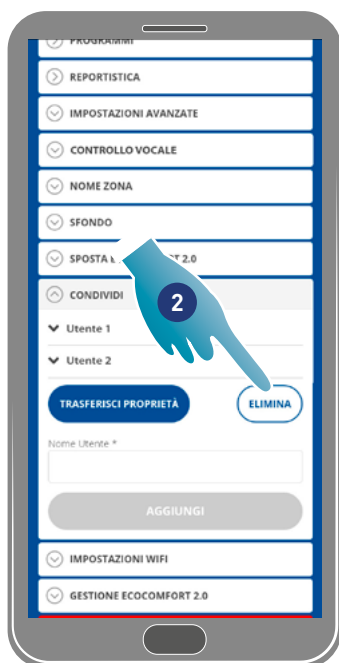 PROGRAMMI
REPORTISTICA
IMPOSTAZIONI AVANZATE
CONTROLLO VOCALE
NOME ZONA
SFONDO
SPOSTA 2.0
CONDIVIDI
2
Utente 1
Utente 2
TRASFERISCI PROPRIETÀ
ELIMINA
Nome Utente *
AGGIUNGI
IMPOSTAZIONI WIFI
GESTIONE ECOCOMFORT 2.0